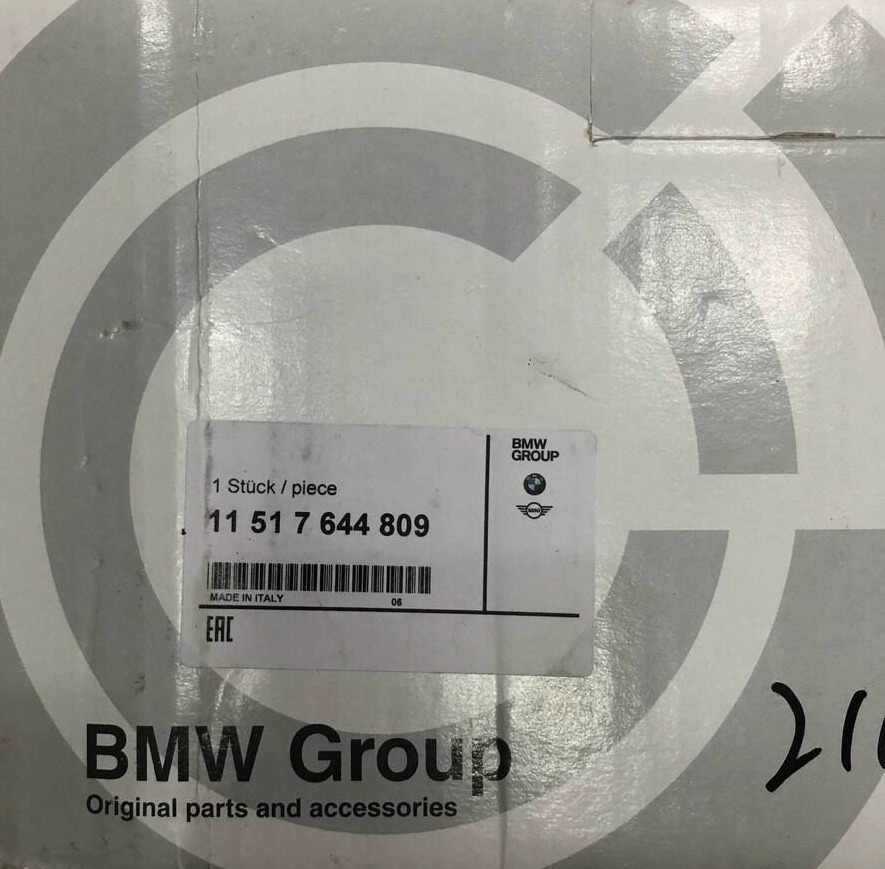 BMW
GROUP
MINI
1 Stück / piece
11 51 7 644 809
MADE IN ITALY 06
EAC
BMW Group
Original parts and accessories